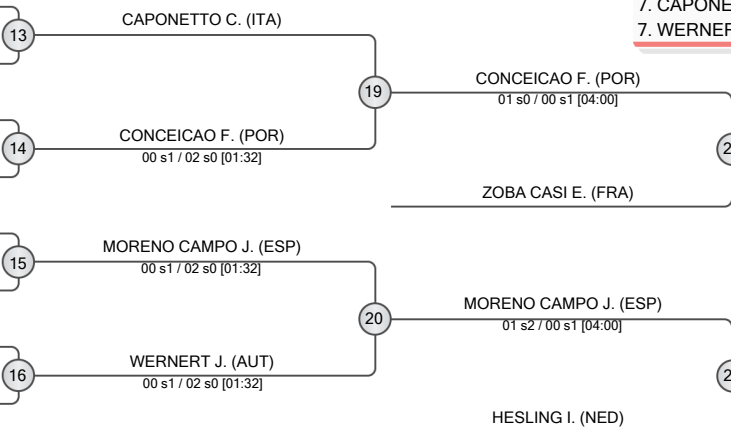 7. CAPONE
7. WERNER
13
CAPONETTO C. (ITA)
19
CONCEICAO F. (POR)
01 s0 / 00 s1 [04:00]
14
CONCEICAO F. (POR)
00 s1 / 02 s0 [01:32]
2
ZOBA CASI E. (FRA)
15
MORENO CAMPO J. (ESP)
00 s1 / 02 s0 [01:32]
20
MORENO CAMPO J. (ESP)
01 s2 / 00 s1 [04:00]
16
WERNERT J. (AUT)
00 s1 / 02 s0 [01:32]
2
HESLING I. (NED)